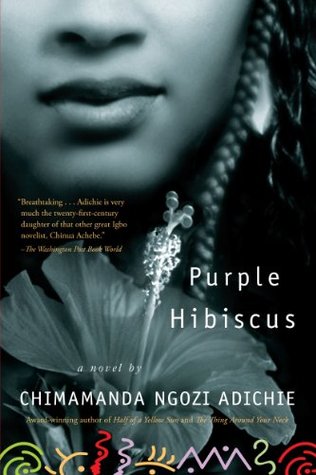 "Breathtaking . . . Adichie is very
much the twenty-first-century
daughter of that other great Igbo
novelist, Chinua Achebe."
—The Washington Post Book World
Purple
Hibiscus
a novel by
CHIMAMANDA NGOZI ADICHIE
Award-winning author of Half of a Yellow Sun and The Thing Around Your Neck